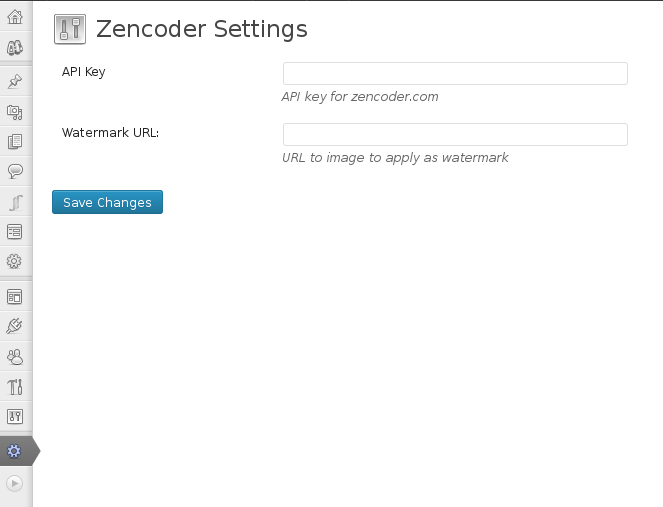 Zencoder Settings
API Key
API key for zencoder.com
Watermark URL:
URL to image to apply as watermark
Save Changes